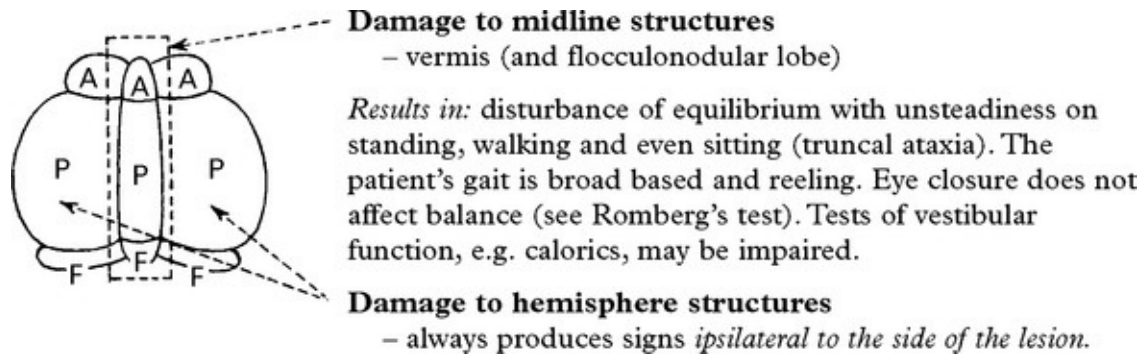 Damage to midline structures
– vermis (and flocculonodular lobe)
A A A
Results in: disturbance of equilibrium with unsteadiness on
standing, walking and even sitting (truncal ataxia). The
P P P
patient's gait is broad based and reeling. Eye closure does not
affect balance (see Romberg's test). Tests of vestibular
function, e.g. calorics, may be impaired.
F F F
Damage to hemisphere structures
– always produces signs ipsilateral to the side of the lesion.